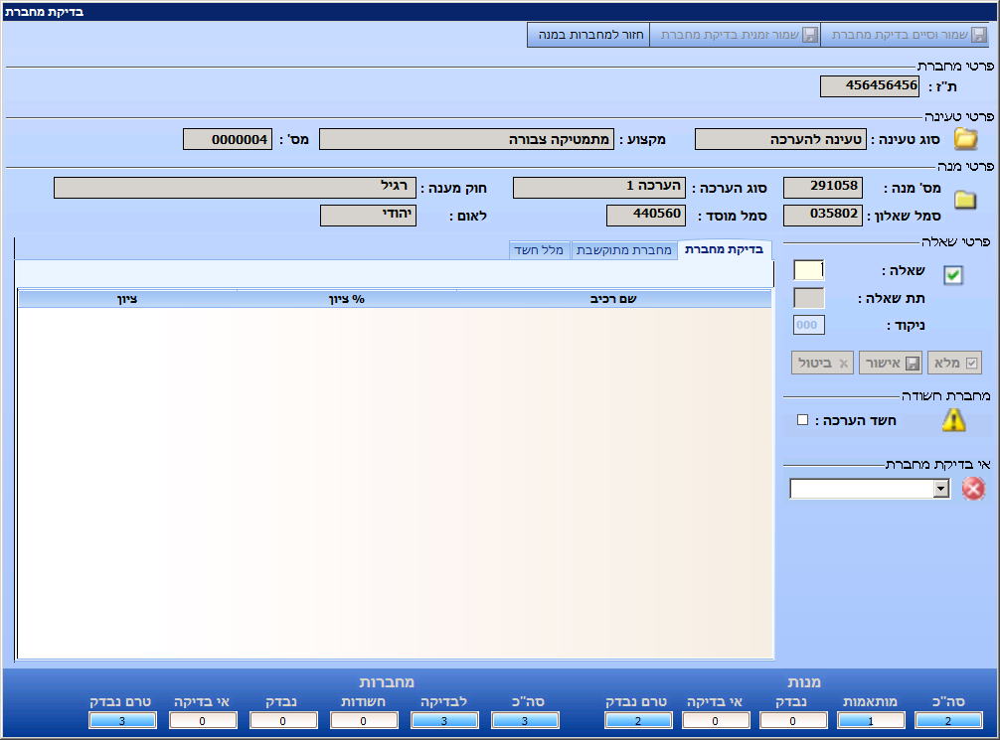 בדיקת מחברת
שמור וסיים בדיקת מחברת שמור זמנית בדיקת מחברת חזור למחברות במנה
פרטי מחברת
ת"ז : 456456456
פרטי טעינה
סוג טעינה : טעינה להערכה מקצוע : מתמטיקה צבורה מס' : 0000004
פרטי מנה
מס' מנה : 291058 סוג הערכה : הערכה 1 חוק מענה : רגיל
סמל שאלון : 035802 סמל מוסד : 440560 לאום : יהודי
פרטי שאלה
בדיקת מחברת מחברת מתוקשבת מלל חשד
שאלה :
תת שאלה :
ניקוד : 000
שם רכיב % ציון ציון
מלא אישור ביטול
מחברת חשודה
חשד הערכה :
אי בדיקת מחברת
מנות מחברות
סה"כ מותאמות נבדק אי בדיקה טרם נבדק סה"כ לבדיקה חשודות נבדק אי בדיקה טרם נבדק
2 1 0 0 2 3 3 0 0 0 3